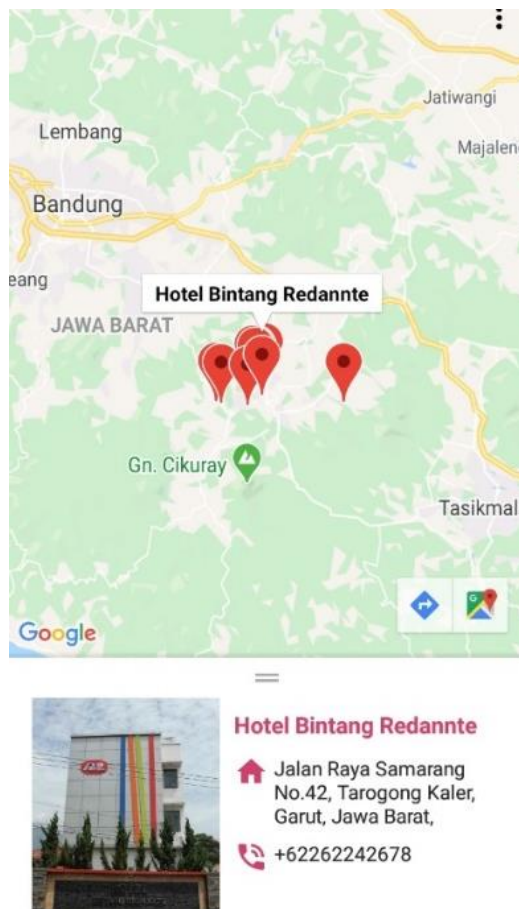 Jatiwangi
Lembang
Majalen
Bandung
eang
Hotel Bintang Redannte
JAWA BARAT
Gn. Cikuray
Tasikmal
Google
Hotel Bintang Redannte
Jalan Raya Samarang
No.42, Tarogong Kaler,
Garut, Jawa Barat,
+62262242678